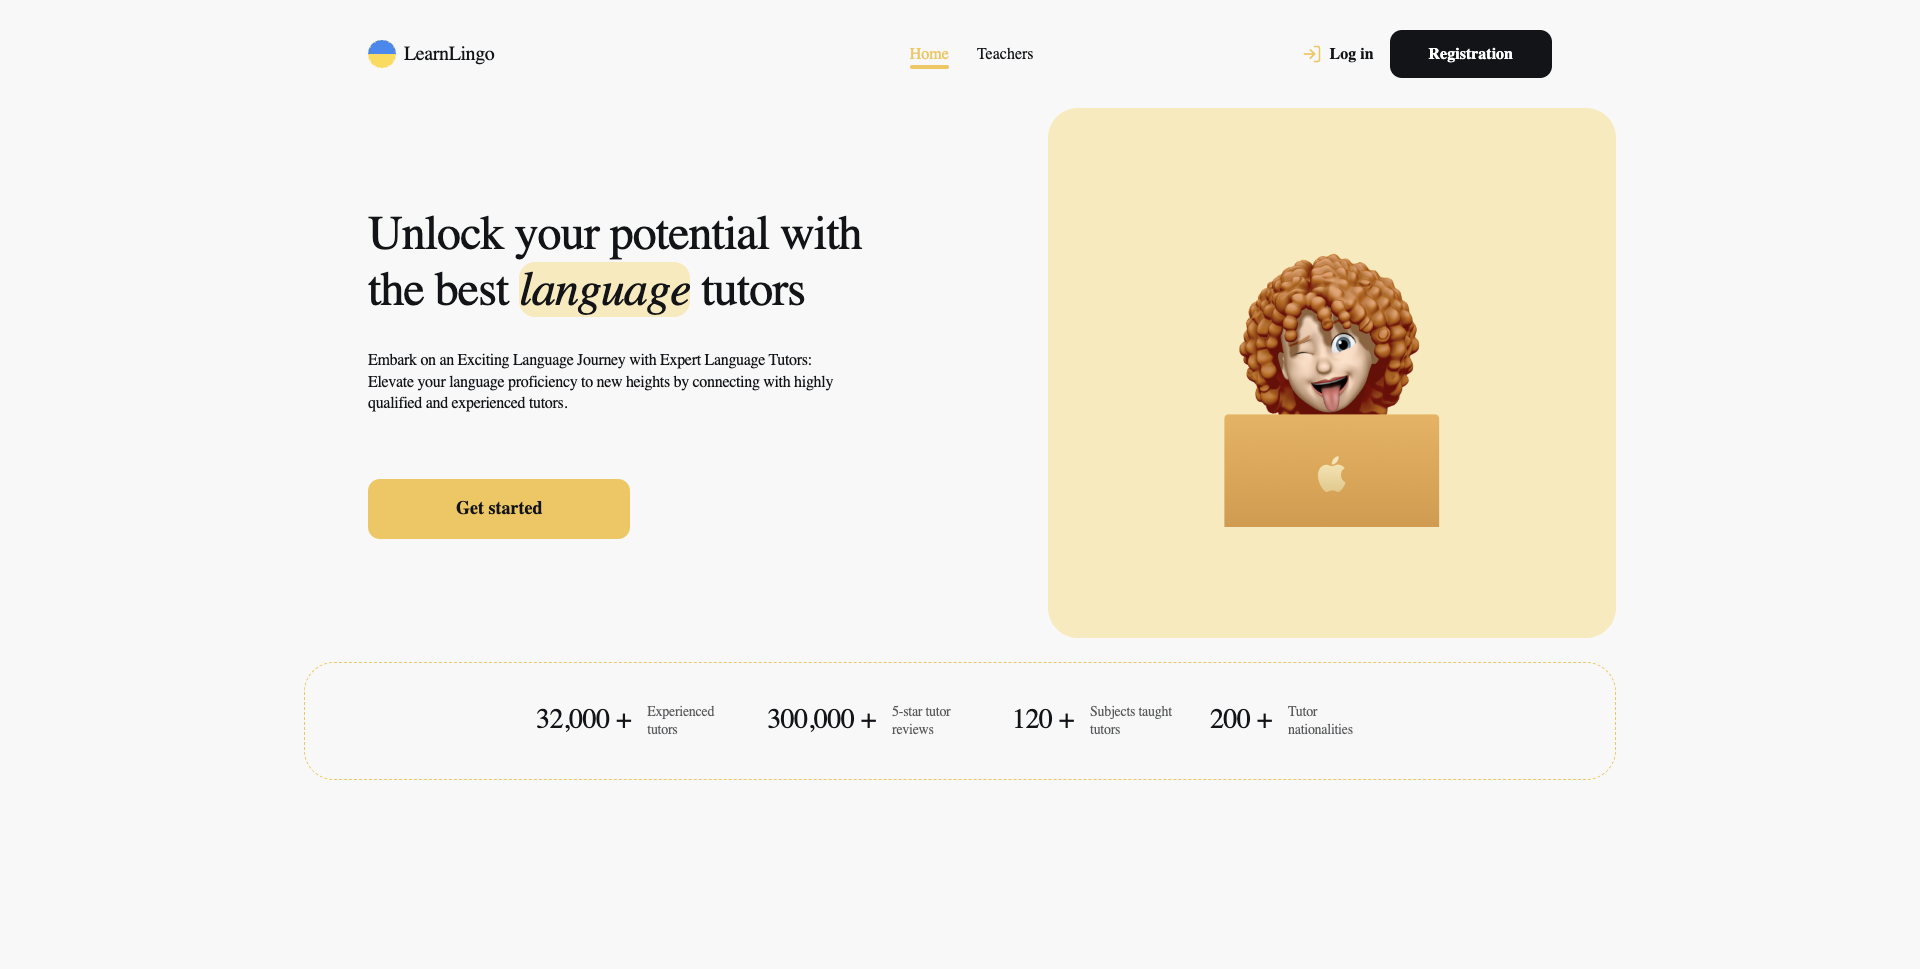 LearnLingo
Home
Teachers
Log in
Registration
Unlock your potential with
the best language tutors
Embark on an Exciting Language Journey with Expert Language Tutors:
Elevate your language proficiency to new heights by connecting with highly
qualified and experienced tutors.
Get started
32,000 +
Experienced
tutors
300,000 +
5-star tutor
reviews
120 +
Subjects taught
tutors
200 +
Tutor
nationalities